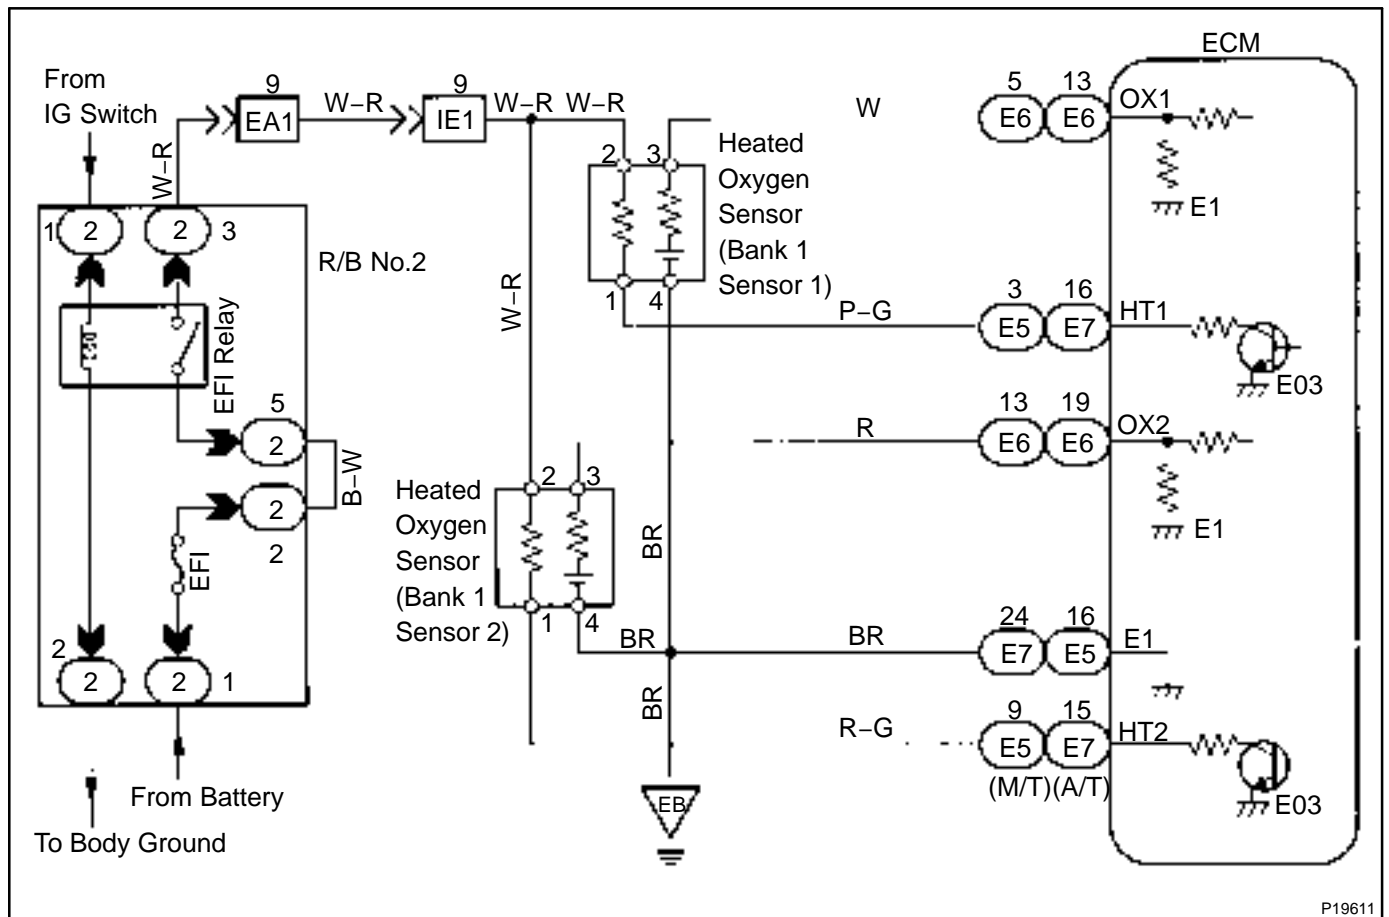 ECM
From
IG Switch
9
EA1
W–R
9
IE1
W–R W–R
W
5 13
E6 E6
OX1
E1
W–R
1 2
2 3
R/B No.2
EFI Relay
5
2
B–W
2
2
EFI
2
2
2 1
From Battery
To Body Ground
W–R
2 3
Heated
Oxygen
Sensor
(Bank 1
Sensor 1)
1 4
P–G
3 16
E5 E7
HT1
E03
R
13 19
E6 E6
OX2
E1
Heated
Oxygen
Sensor
(Bank 1
Sensor 2)
2 3
1 4
BR
BR
BR
24 16
E7 E5
E1
BR
EB
R–G
9 15
E5 E7
HT2
(M/T) (A/T)
E03
P19611